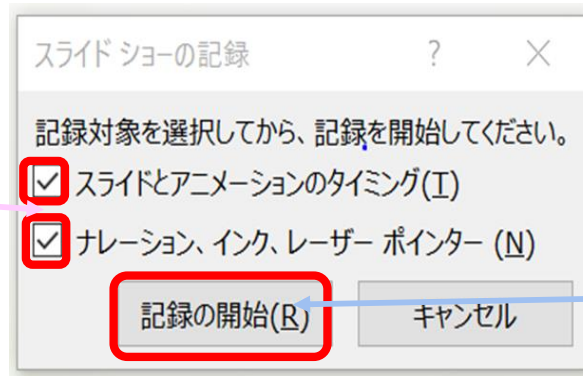 スライド ショーの記録 ? ×
記録対象を選択してから、記録を開始してください。
スライドとアニメーションのタイミング(T)
ナレーション、インク、レーザー ポインター (N)
記録の開始(R) キャンセル